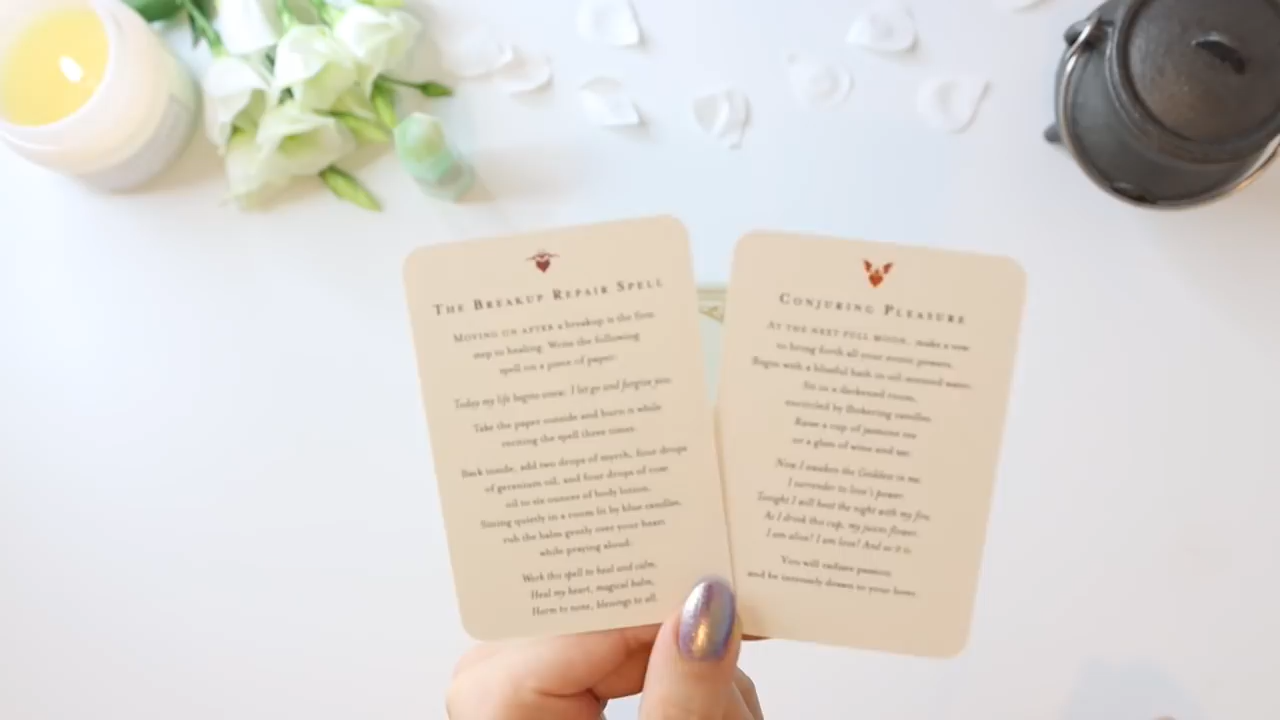 THE BREAKUP REPAIR SPELL
MOVING ON AFTER a breakup is the first
step to healing. Write the following
spell on a piece of paper:
Today my life begins anew. I let go and forgive you.
Take the paper outside and burn it while
reciting the spell three times.
Back inside, add two drops of myrrh, four drops
of geranium oil, and four drops of rose
oil to six ounces of body lotion.
Sitting quietly in a room lit by blue candles,
rub the balm gently over your heart
while praying aloud:
Work this spell to heal and calm.
Heal my heart, magical balm,
Harm to none, blessings to all.
CONJURING PLEASURE
AT THE NEXT FULL MOON, make a vow
to bring forth all your erotic powers.
Begin with a blissful bath in oil-scented water.
Sit in a darkened room,
encircled by flickering candles.
Raise a cup of jasmine tea
or a glass of wine and say:
Now I awaken the Goddess in me.
I surrender to love's power.
Tonight I will heat the night with my fire.
As I drink this cup, my juices flower.
I am alive! I am love! And so it is.
You will radiate passion
and be intensely drawn to your lover.